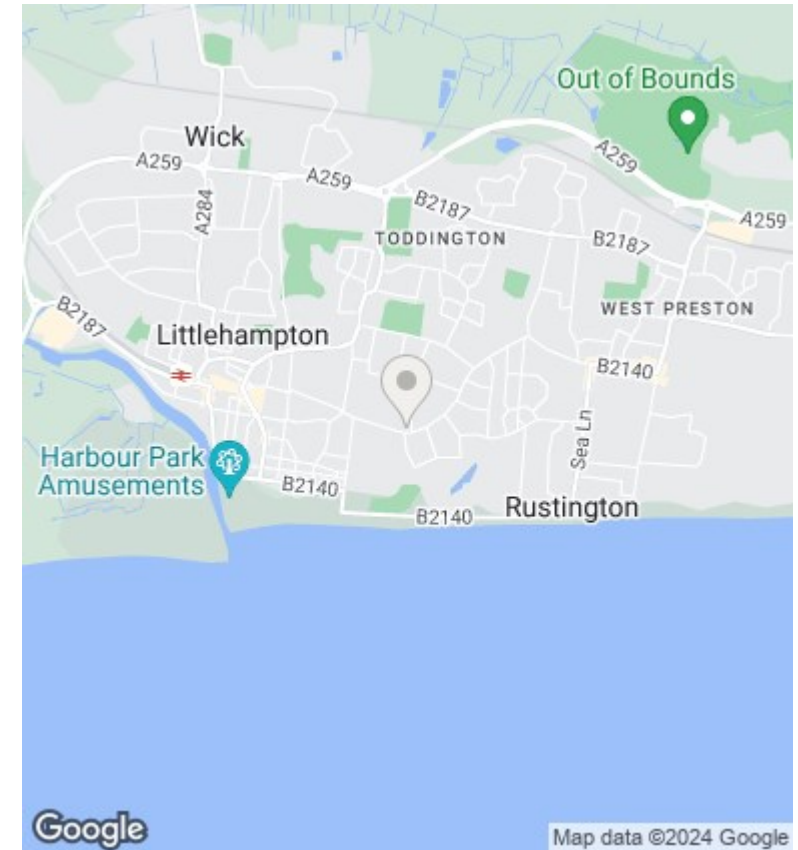 Out of Bounds
Wick
A259
A259
A259
A284
A259
B2187
TODDINGTON
B2187
WEST PRESTON
B2187
Littlehampton
B2140
Sea Ln
Harbour Park
Amusements
B2140
B2140
Rustington
Google
Map data ©2024 Google